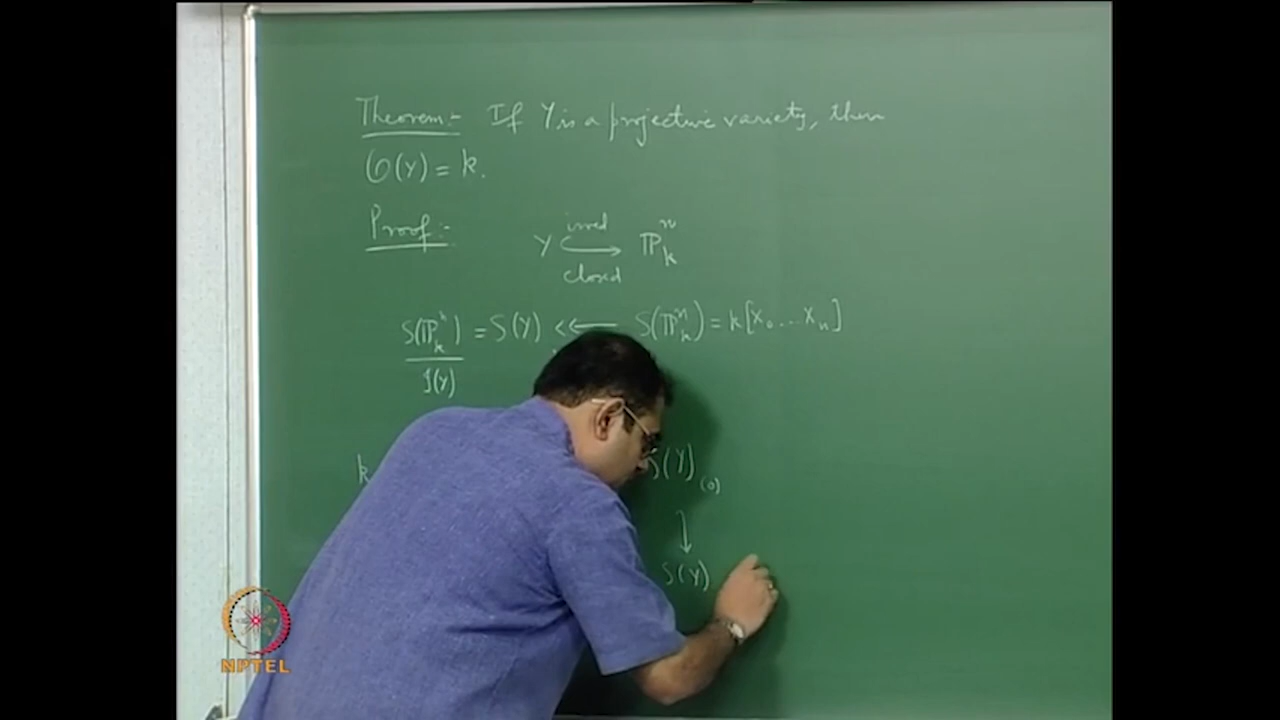 Theorem:- If Y is a projective variety, then
O(Y) = k.
Proof:-
irred
Y ↪ ℙⁿₖ
closed
S(ℙⁿₖ)/I(Y) = S(Y) ↞ S(ℙⁿₖ) = k[X₀...Xₙ]
k S(Y)₍₀₎
↓
S(Y)
NPTEL